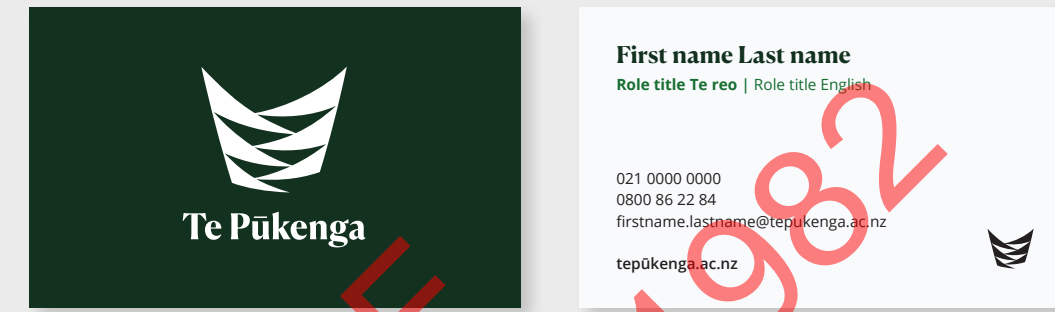 Te Pūkenga
First name Last name
Role title Te reo | Role title English
021 0000 0000
0800 86 22 84
firstname.lastname@tepukenga.ac.nz
tepūkenga.ac.nz
1982